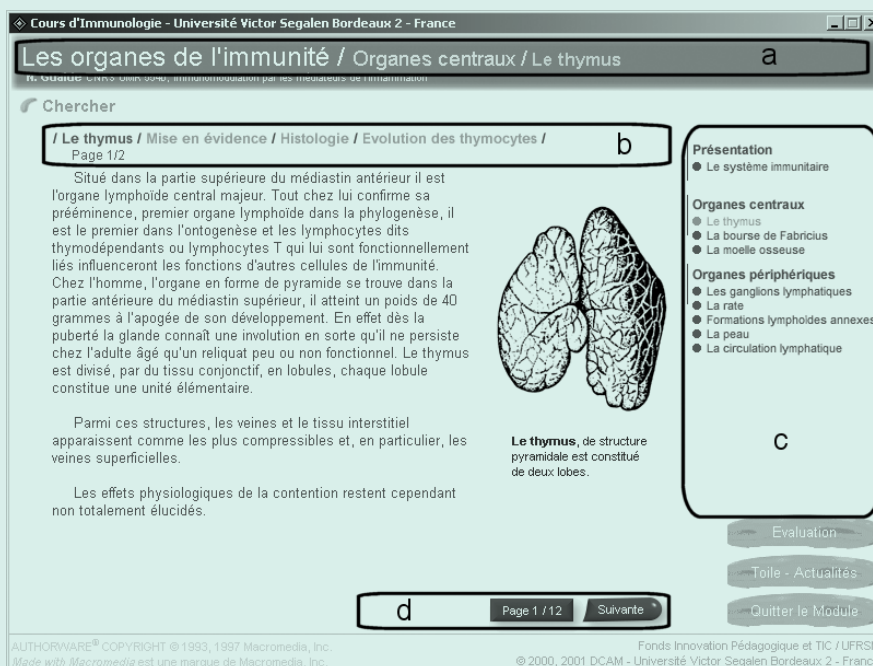 Cours d'Immunologie - Université Victor Segalen Bordeaux 2 - France
Les organes de l'immunité / Organes centraux / Le thymus
a
N. Gualde CNRS UMR 5540, Immunomodulation par les médiateurs de l'inflammation
Chercher
/ Le thymus / Mise en évidence / Histologie / Evolution des thymocytes /
b
Page 1/2
Situé dans la partie supérieure du médiastin antérieur il est
l'organe lymphoïde central majeur. Tout chez lui confirme sa
prééminence, premier organe lymphoïde dans la phylogenèse, il
est le premier dans l'ontogenèse et les lymphocytes dits
thymodépendants ou lymphocytes T qui lui sont fonctionnellement
liés influenceront les fonctions d'autres cellules de l'immunité.
Chez l'homme, l'organe en forme de pyramide se trouve dans la
partie antérieure du médiastin supérieur, il atteint un poids de 40
grammes à l'apogée de son développement. En effet dès la
puberté la glande connaît une involution en sorte qu'il ne persiste
chez l'adulte âgé qu'un reliquat peu ou non fonctionnel. Le thymus
est divisé, par du tissu conjonctif, en lobules, chaque lobule
constitue une unité élémentaire.
Parmi ces structures, les veines et le tissu interstitiel
apparaissent comme les plus compressibles et, en particulier, les
veines superficielles.
Les effets physiologiques de la contention restent cependant
non totalement élucidés.
Le thymus, de structure
pyramidale est constitué
de deux lobes.
Présentation
Le système immunitaire
Organes centraux
Le thymus
La bourse de Fabricius
La moelle osseuse
Organes périphériques
Les ganglions lymphatiques
La rate
Formations lymphoïdes annexes
La peau
La circulation lymphatique
c
Evaluation
Toile - Actualités
Quitter le Module
d
Page 1 / 12
Suivante
AUTHORWARE® COPYRIGHT © 1993, 1997 Macromedia, Inc.
Made with Macromedia est une marque de Macromedia, Inc.
Fonds Innovation Pédagogique et TIC / UFRSI
© 2000, 2001 DCAM - Université Victor Segalen Bordeaux 2 - France